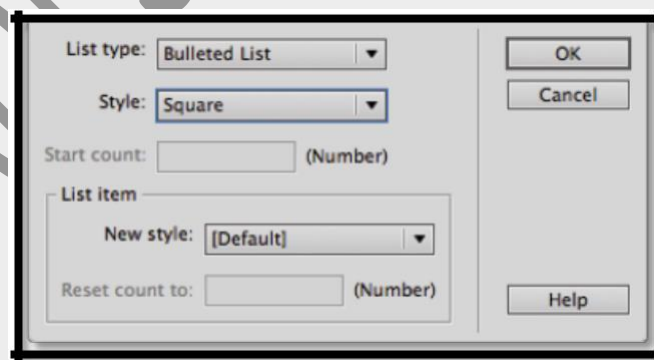 List type: Bulleted List OK
Style: Square Cancel
Start count: (Number)
List item
New style: [Default]
Reset count to: (Number) Help